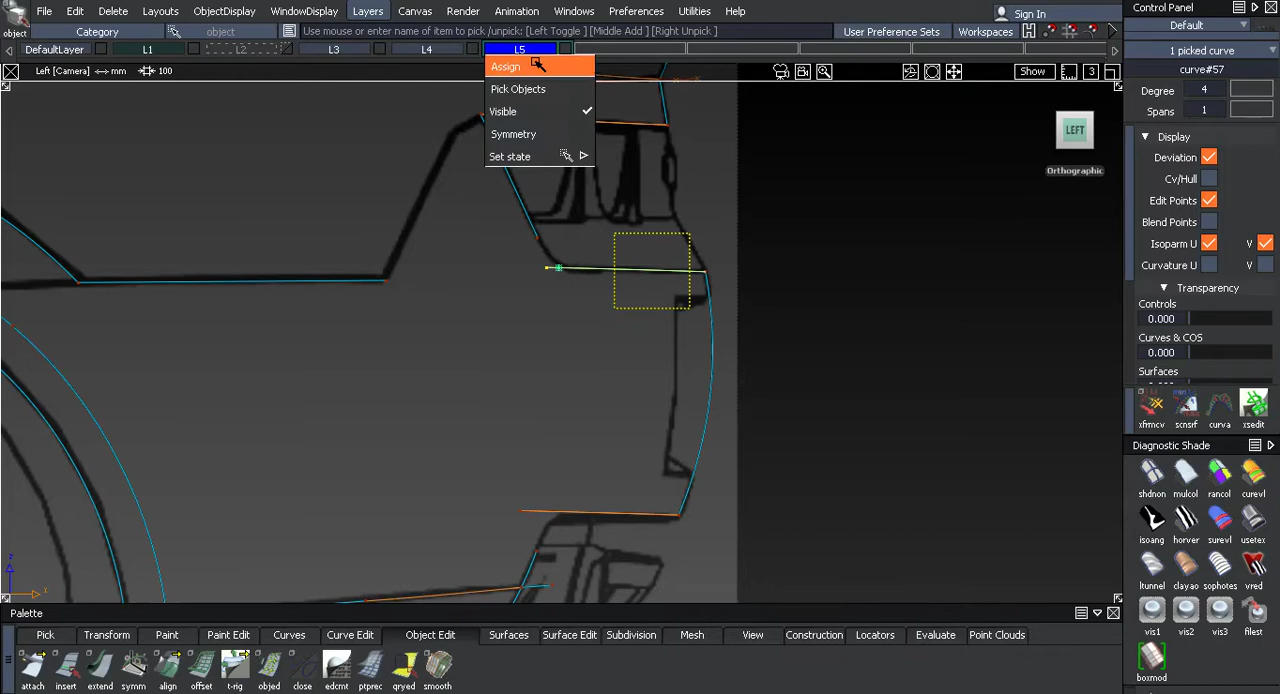 File Edit Delete Layouts ObjectDisplay WindowDisplay Layers Canvas Render Animation Windows Preferences Utilities Help Sign In Control Panel
object Category object Use mouse or enter name of item to pick /unpick: [Left Toggle ] [Middle Add ] [Right Unpick ] User Preference Sets Workspaces Default
DefaultLayer L1 L2 L3 L4 L5 1 picked curve
Assign
Left [Camera] mm 100 Show 3 curve#57
Pick Objects
Degree 4
Visible
Spans 1
Symmetry
LEFT
Display
Set state
Deviation
Orthographic
Cv/Hull
Edit Points
Blend Points
Isoparm U V
Curvature U
Transparency
Controls
0.000
Curves & COS
0.000
Surfaces
xfrmcv scnsrf curva xsedit
Diagnostic Shade
shdnon mulcol rancol curevl
isoang horver surevl usetex
ltunnel clayao sophotes vred
z
x
vis1 vis2 vis3 filest
boxmod
Palette
Pick Transform Paint Paint Edit Curves Curve Edit Object Edit Surfaces Surface Edit Subdivision Mesh View Construction Locators Evaluate Point Clouds
attach insert extend symm align offset t-rig objed close edcmt ptprec qryed smooth